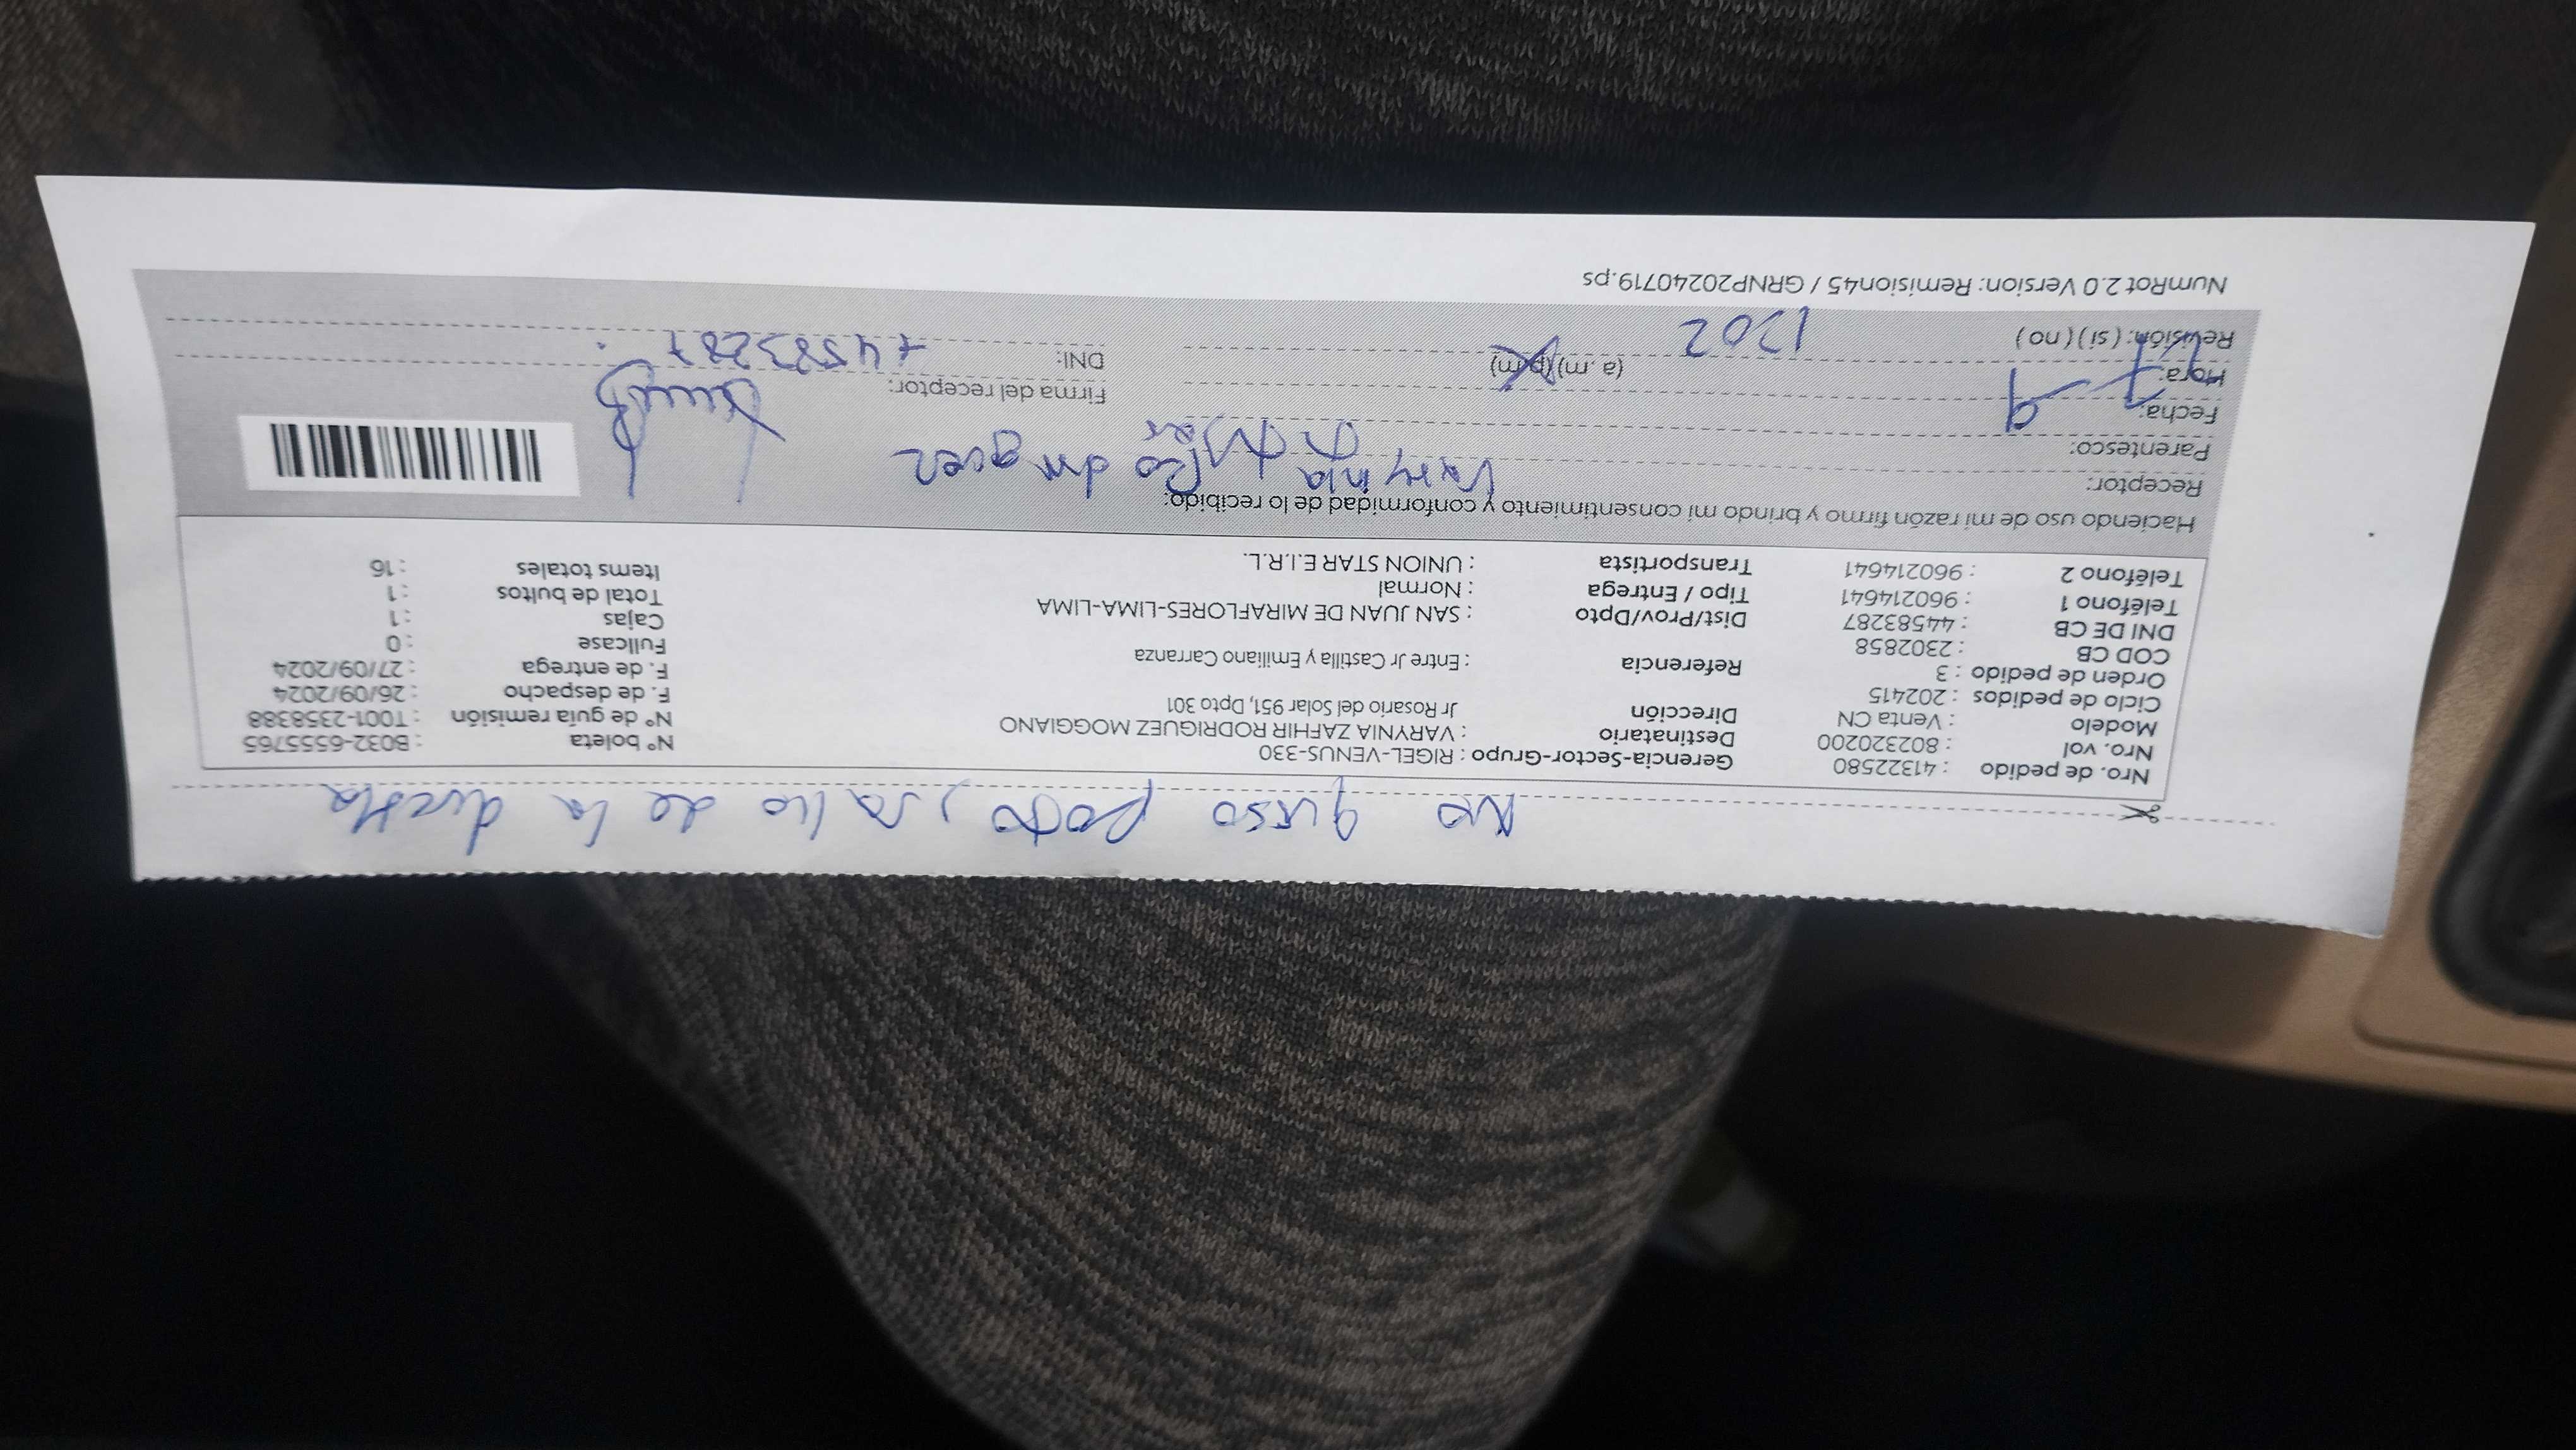 No quiso foto, salio de la ducha
Nro. de pedido : 41322580 Gerencia-Sector-Grupo : RIGEL-VENUS-330 N° boleta : B032-6555765
Nro. vol : 802320200 Destinatario : VARYNIA ZAFHIR RODRIGUEZ MOGGIANO N° de guía remisión : T001-2358388
Modelo : Venta CN Dirección Jr Rosario del Solar 951, Dpto 301 F. de despacho : 26/09/2024
Ciclo de pedidos : 202415 F. de entrega : 27/09/2024
Orden de pedido : 3 Referencia : Entre Jr Castilla y Emiliano Carranza Fullcase : 0
COD CB : 2302858 Cajas : 1
DNI DE CB : 44583287 Dist/Prov/Dpto : SAN JUAN DE MIRAFLORES-LIMA-LIMA Total de bultos : 1
Teléfono 1 : 960214641 Tipo / Entrega : Normal Items totales : 16
Teléfono 2 : 960214641 Transportista : UNION STAR E.I.R.L.
Haciendo uso de mi razón firmo y brindo mi consentimiento y conformidad de lo recibido:
Receptor: Varynia Rodriguez
Parentesco:
Fecha: 27 9 Firma del receptor:
Hora: 1202 (a.m)(p.m) DNI: 44583287
Revisión: (si) (no)
NumRot 2.0 Version: Remision45 / GRNP20240719.ps